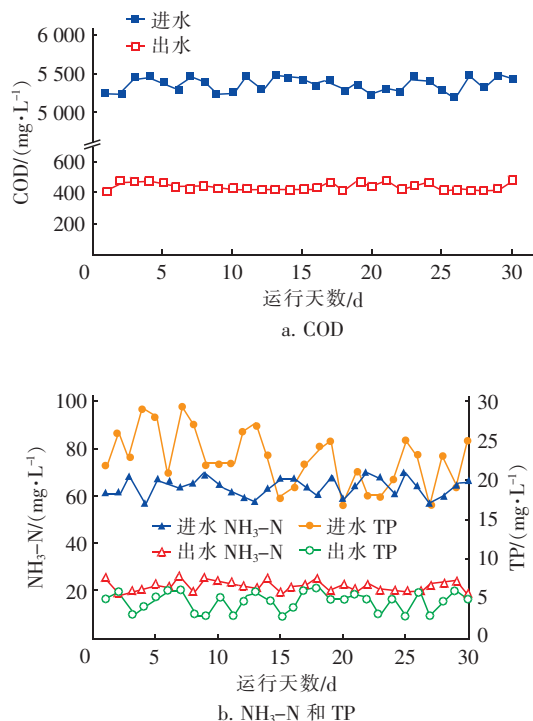 进水
出水
COD/(mg·L⁻¹)
6 000
5 500
5 000
600
400
200
0 5 10 15 20 25 30
运行天数/d
a. COD
NH₃-N/(mg·L⁻¹)
100
80
60
40
20
TP/(mg·L⁻¹)
30
25
20
15
10
5
0
进水 NH₃-N 进水 TP
出水 NH₃-N 出水 TP
0 5 10 15 20 25 30
运行天数/d
b. NH₃-N 和 TP